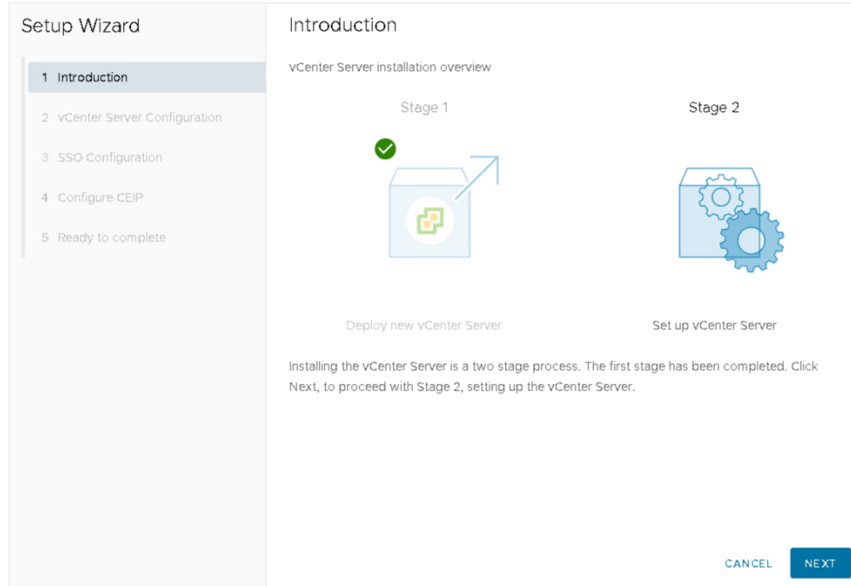 Setup Wizard
1 Introduction
2 vCenter Server Configuration
3 SSO Configuration
4 Configure CEIP
5 Ready to complete
Introduction
vCenter Server installation overview
Stage 1
Stage 2
Deploy new vCenter Server
Set up vCenter Server
Installing the vCenter Server is a two stage process. The first stage has been completed. Click
Next, to proceed with Stage 2, setting up the vCenter Server.
CANCEL
NEXT